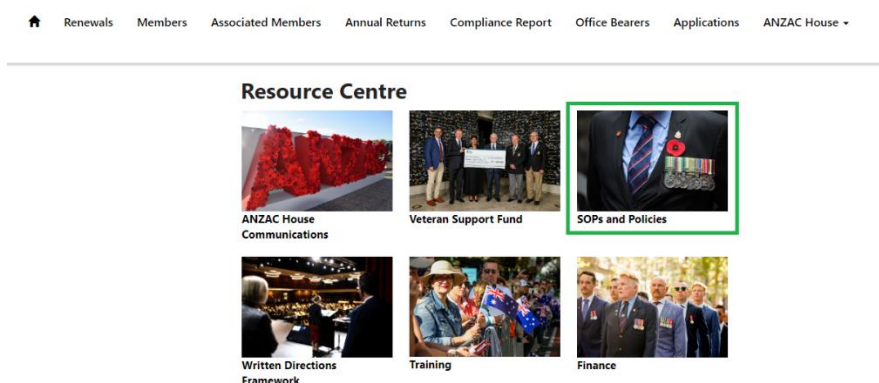 Renewals Members Associated Members Annual Returns Compliance Report Office Bearers Applications ANZAC House
Resource Centre
ANZAC
ANZAC House
Communications
Veteran Support Fund
SOPs and Policies
Written Directions
Framework
Training
Finance